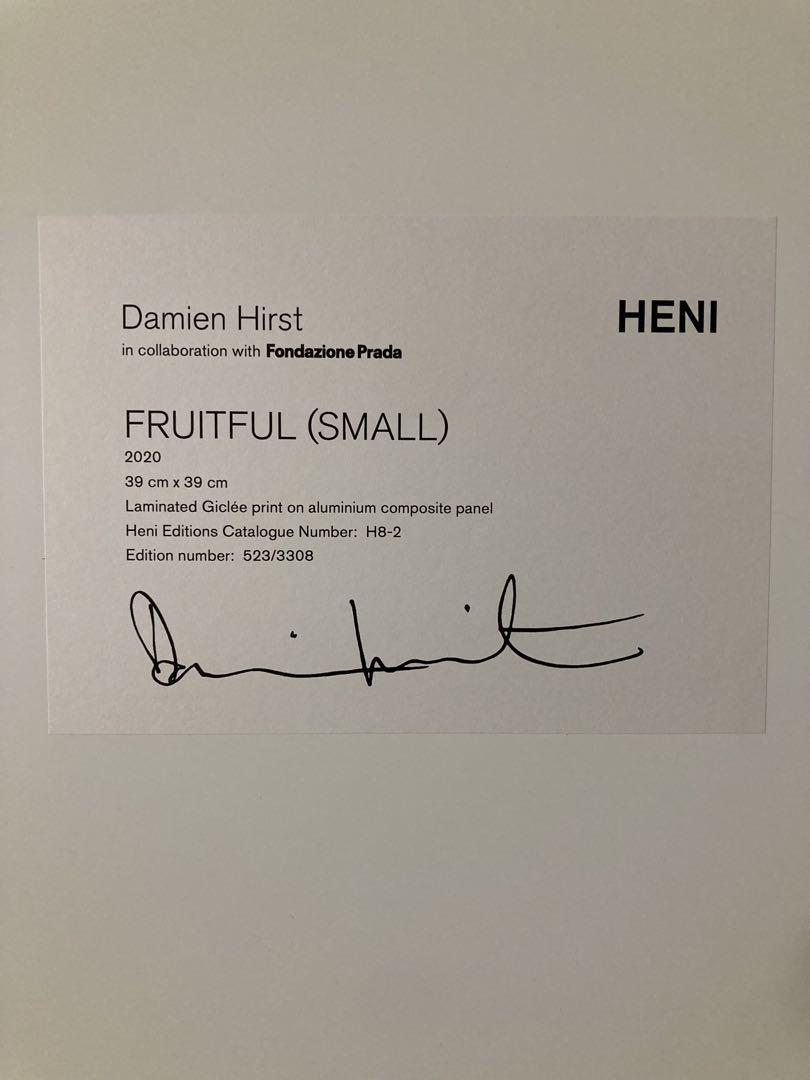 Damien Hirst
HENI
in collaboration with Fondazione Prada
FRUITFUL (SMALL)
2020
39 cm x 39 cm
Laminated Giclée print on aluminium composite panel
Heni Editions Catalogue Number: H8-2
Edition number: 523/3308